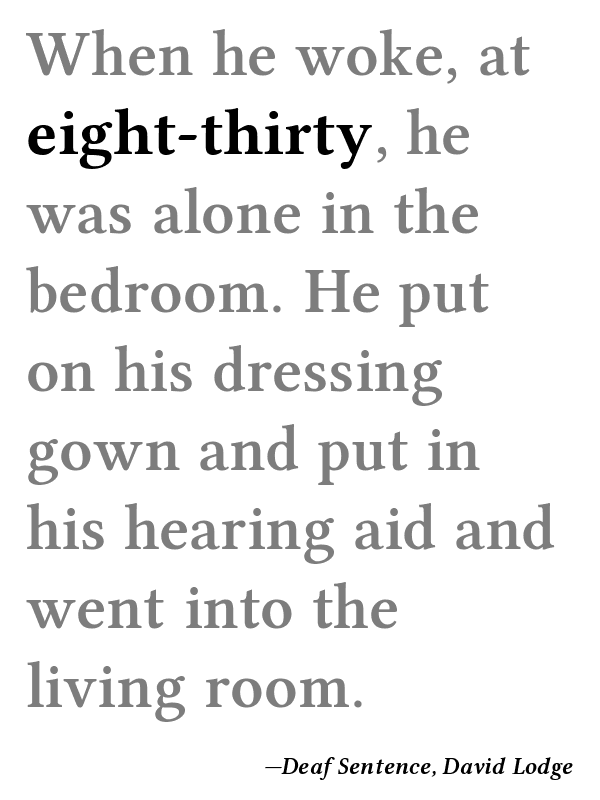 When he woke, at
eight-thirty, he
was alone in the
bedroom. He put
on his dressing
gown and put in
his hearing aid and
went into the
living room.
—Deaf Sentence, David Lodge